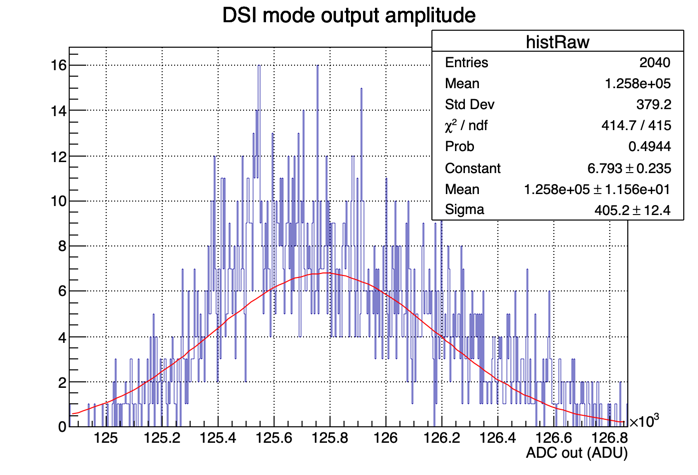 DSI mode output amplitude
histRaw
Entries 2040
Mean 1.258e+05
Std Dev 379.2
χ² / ndf 414.7 / 415
Prob 0.4944
Constant 6.793 ± 0.235
Mean 1.258e+05 ± 1.156e+01
Sigma 405.2 ± 12.4
16
14
12
10
8
6
4
2
0
125 125.2 125.4 125.6 125.8 126 126.2 126.4 126.6 126.8
×10³
ADC out (ADU)